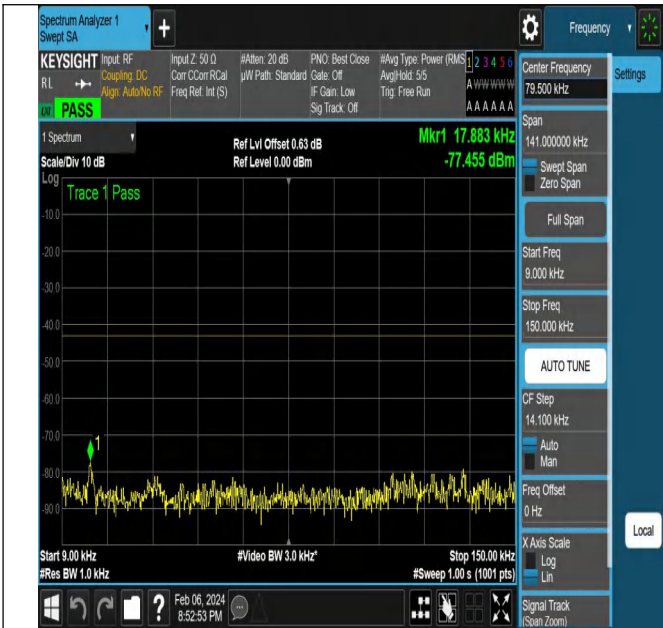 Spectrum Analyzer 1
Swept SA
+
Frequency
KEYSIGHT
RL
PASS
Input: RF
Coupling: DC
Align: Auto/No RF
Input Z: 50 Ω
Corr CCorr RCal
Freq Ref: Int (S)
#Atten: 20 dB
µW Path: Standard
PNO: Best Close
Gate: Off
IF Gain: Low
Sig Track: Off
#Avg Type: Power (RMS
Avg|Hold: 5/5
Trig: Free Run
1 2 3 4 5 6
A W W W W W
A A A A A A
Center Frequency
79.500 kHz
Settings
Span
141.000000 kHz
Swept Span
Zero Span
Full Span
Start Freq
9.000 kHz
Stop Freq
150.000 kHz
AUTO TUNE
CF Step
14.100 kHz
Auto
Man
Freq Offset
0 Hz
X Axis Scale
Log
Lin
Signal Track
(Span Zoom)
Local
1 Spectrum
Scale/Div 10 dB
Ref Lvl Offset 0.63 dB
Ref Level 0.00 dBm
Mkr1 17.883 kHz
-77.455 dBm
Log
Trace 1 Pass
-10.0
-20.0
-30.0
-40.0
-50.0
-60.0
-70.0
-80.0
-90.0
1
Start 9.00 kHz
#Res BW 1.0 kHz
#Video BW 3.0 kHz*
Stop 150.00 kHz
#Sweep 1.00 s (1001 pts)
?
Feb 06, 2024
8:52:53 PM